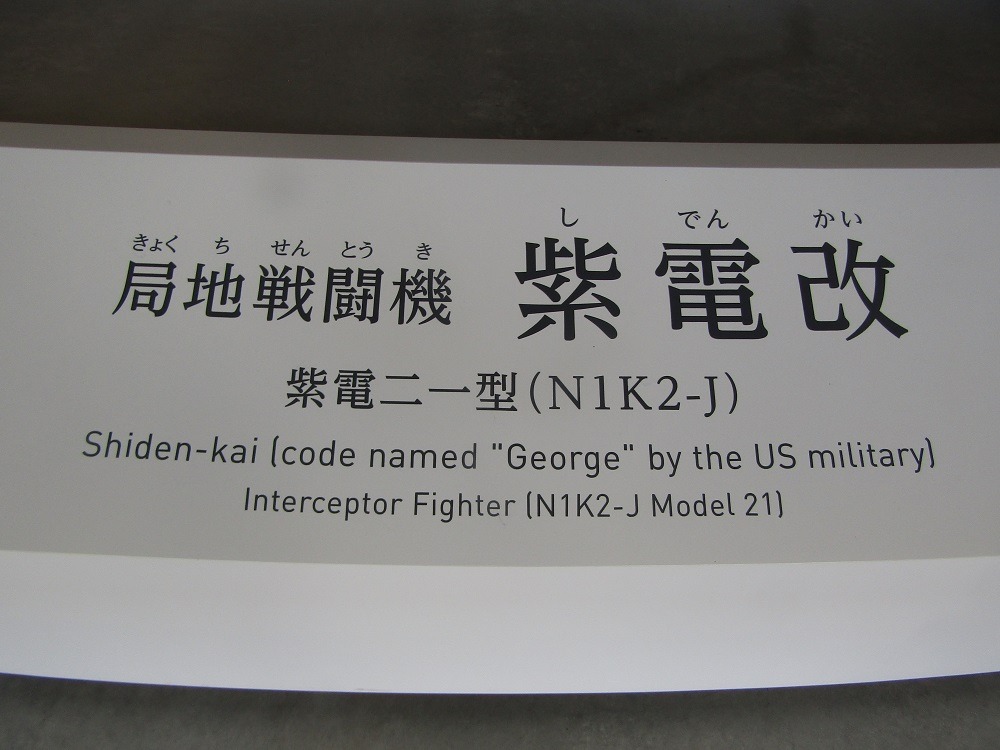 きょく ち せん とう き し でん かい
局地戦闘機 紫電改
紫電二一型(N1K2-J)
Shiden-kai (code named "George" by the US military)
Interceptor Fighter (N1K2-J Model 21)